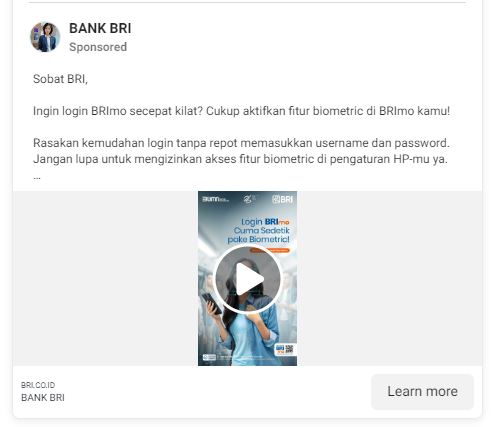 BANK BRI
Sponsored
Sobat BRI,
Ingin login BRImo secepat kilat? Cukup aktifkan fitur biometric di BRImo kamu!
Rasakan kemudahan login tanpa repot memasukkan username dan password.
Jangan lupa untuk mengizinkan akses fitur biometric di pengaturan HP-mu ya.
...
BUMN BRI
Login BRImo
Cuma Sedetik
pake Biometric!
BRI.CO.ID
BANK BRI
Learn more